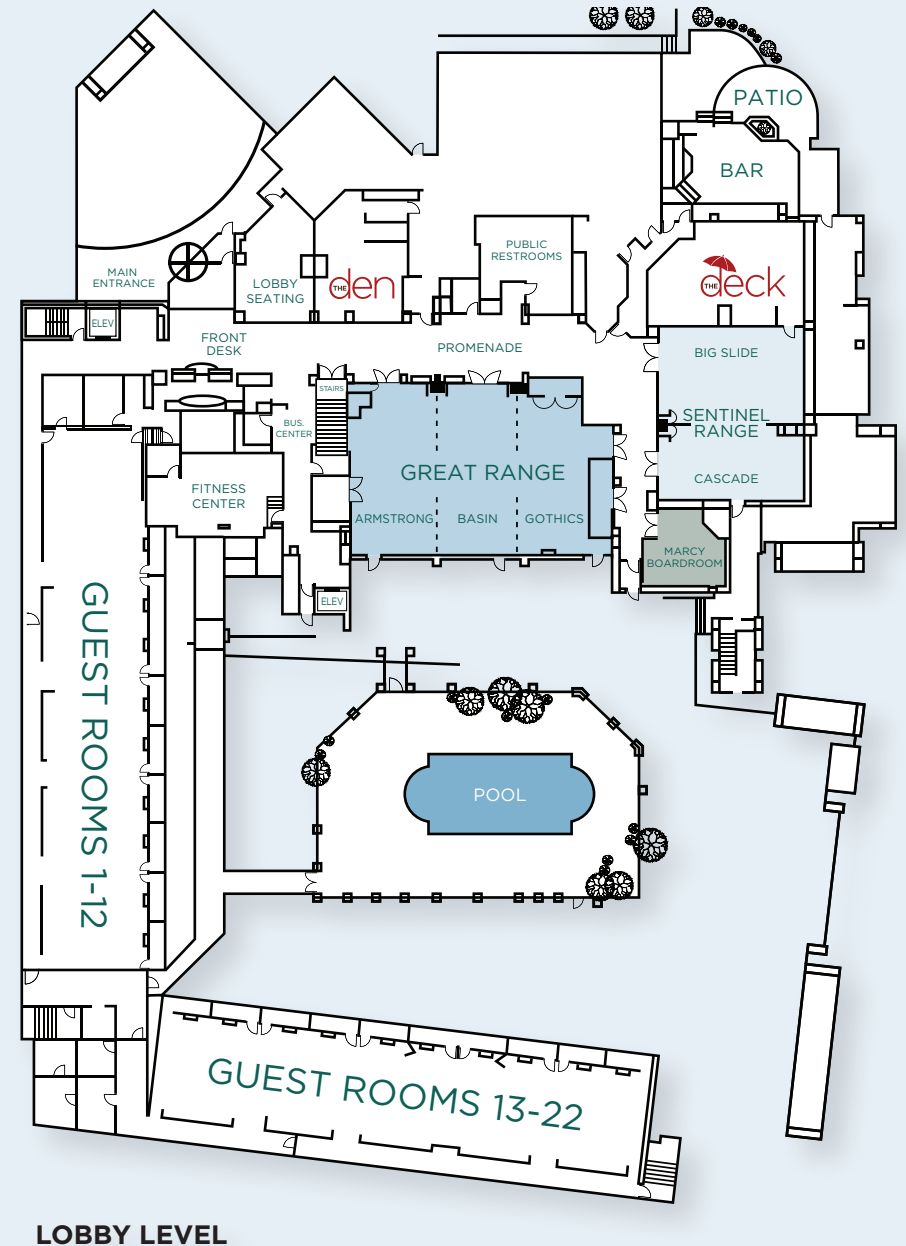 PATIO
BAR
PUBLIC
RESTROOMS
MAIN
ENTRANCE
LOBBY
SEATING
THE
den
THE
deck
ELEV
FRONT
DESK
PROMENADE
BIG SLIDE
STAIRS
BUS.
CENTER
SENTINEL
RANGE
GREAT RANGE
CASCADE
FITNESS
CENTER
ARMSTRONG
BASIN
GOTHICS
MARCY
BOARDROOM
ELEV
GUEST ROOMS 1-12
POOL
GUEST ROOMS 13-22
LOBBY LEVEL